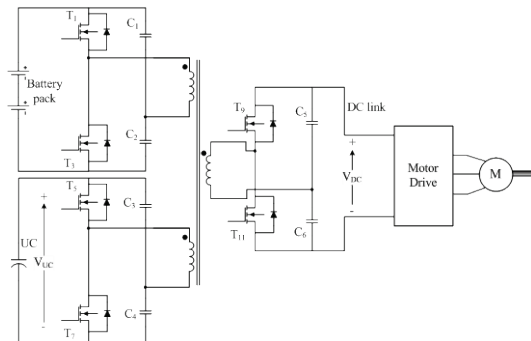 T1
C1
Battery
pack
C2
T3
T5
C3
UC
VUC
C4
T7
T9
C5
DC link
VDC
C6
T11
Motor
Drive
M
+
-
+
-